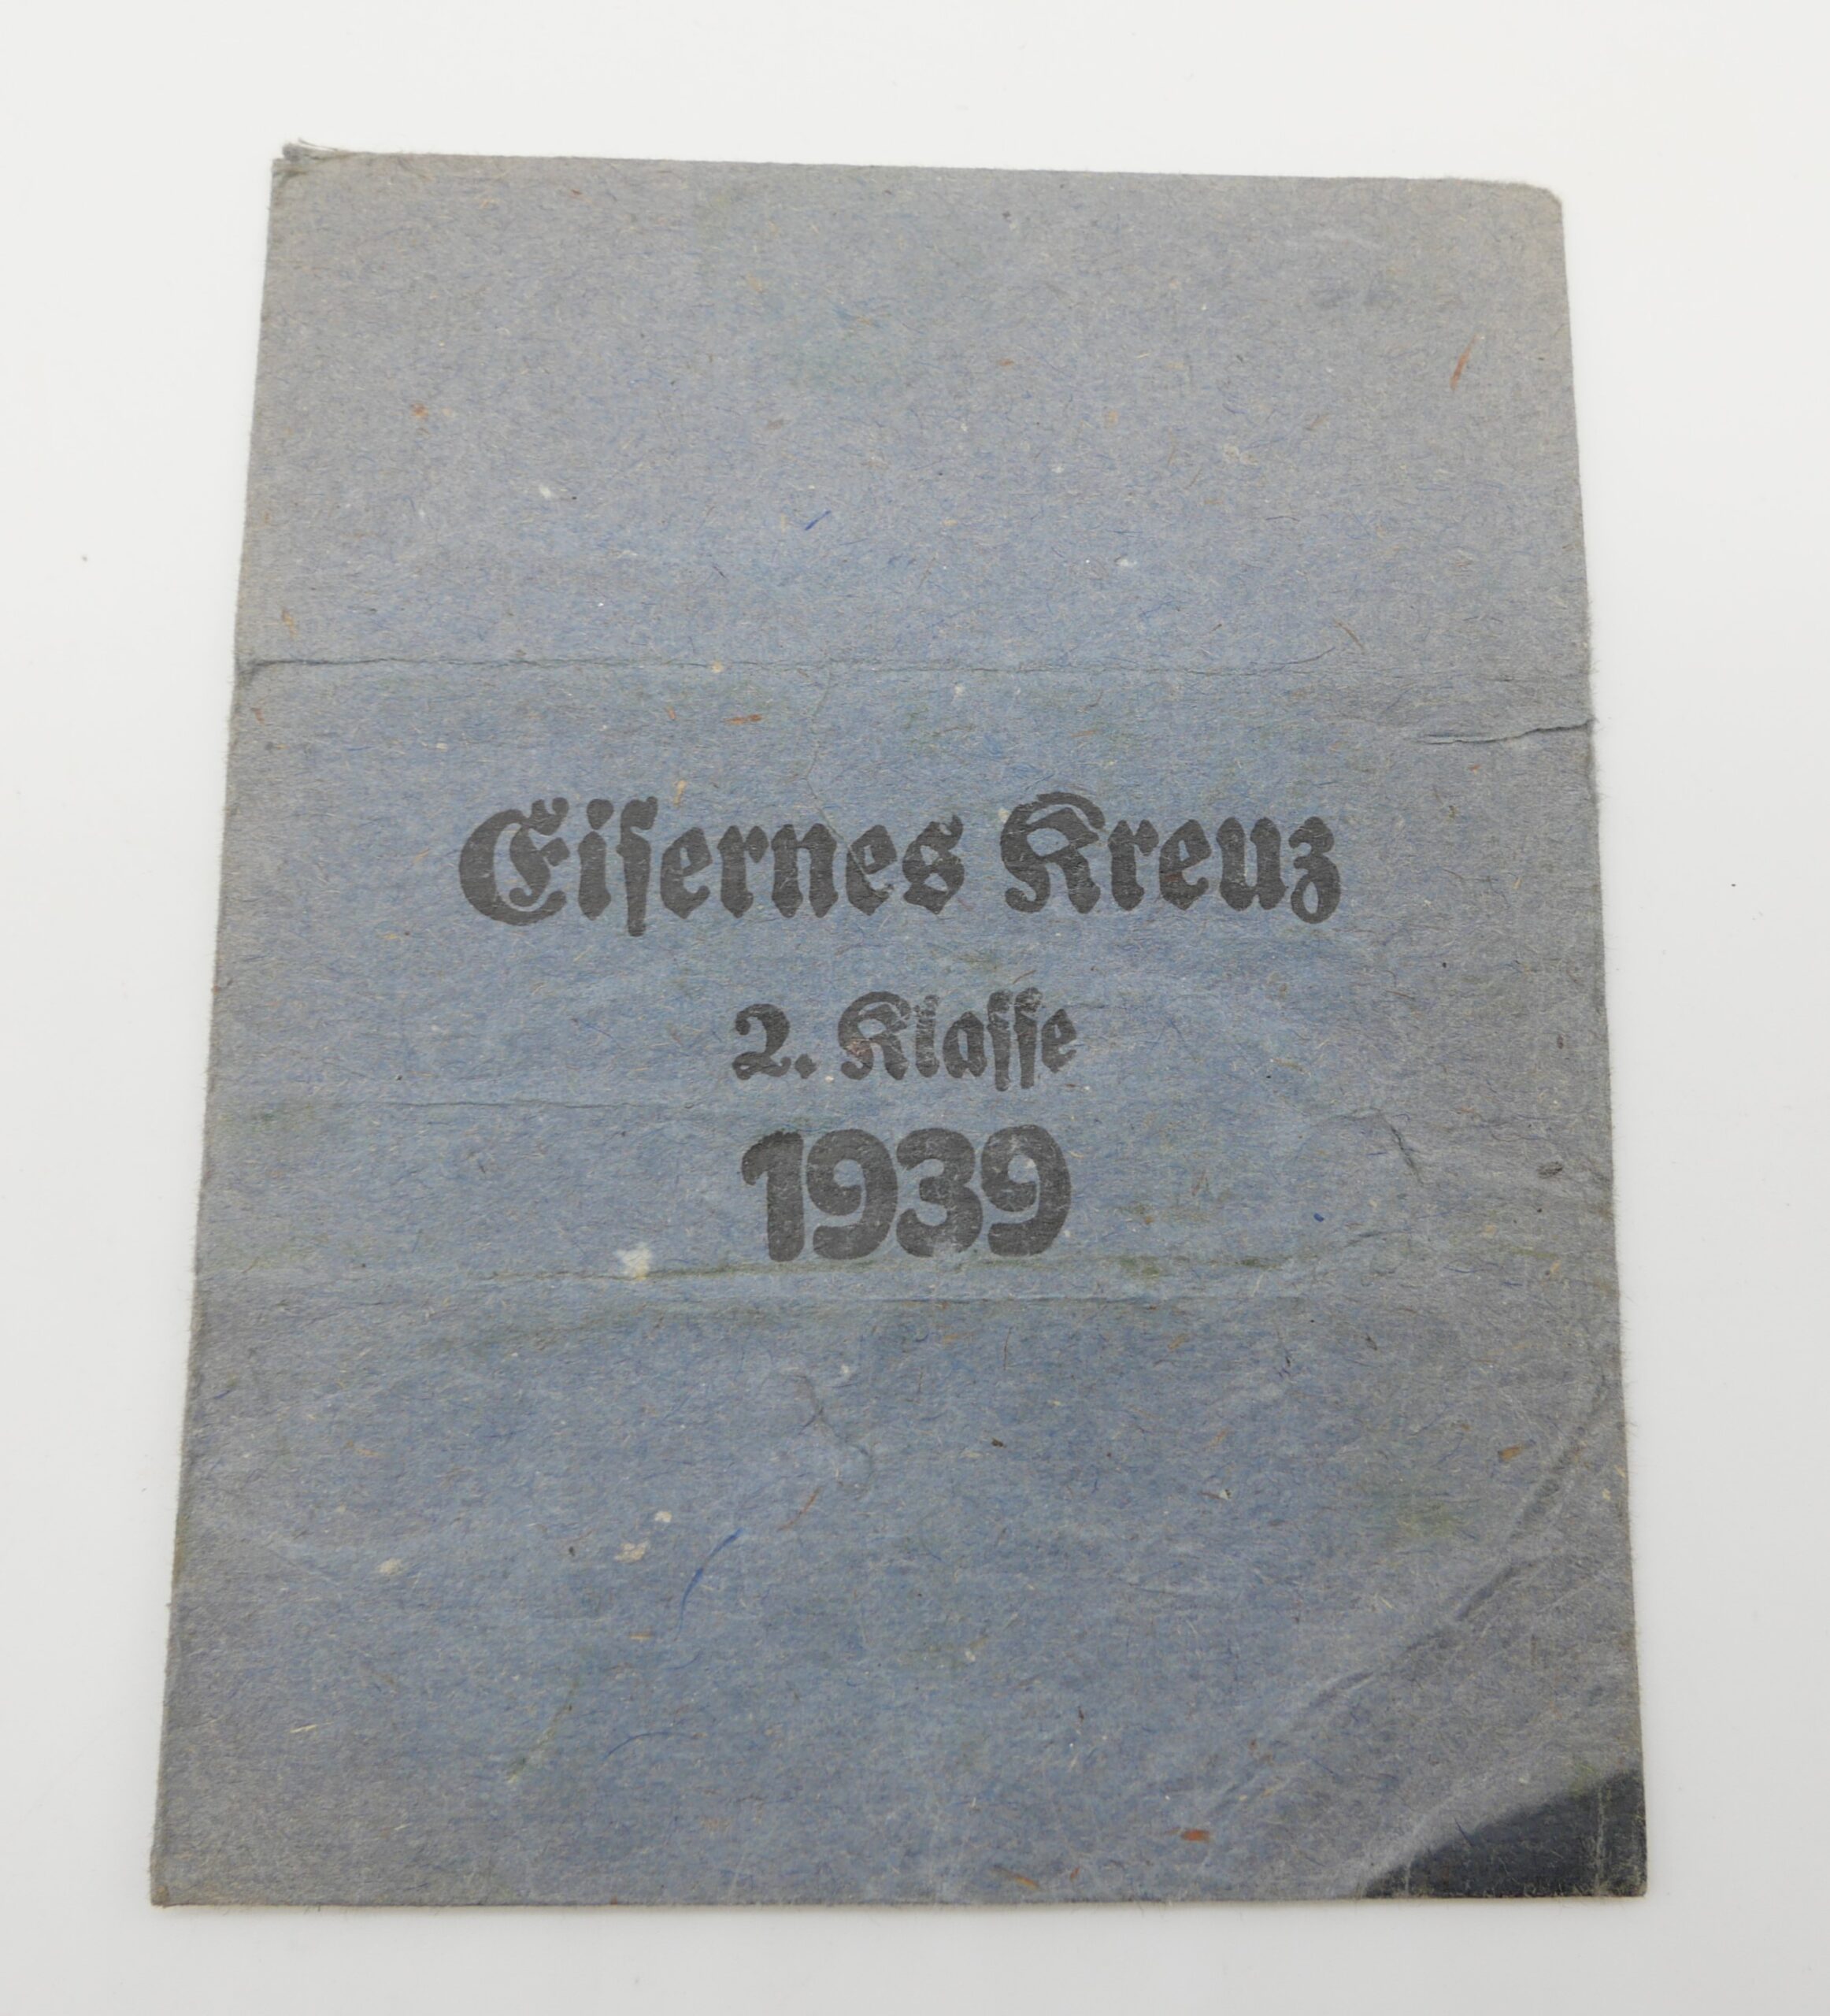 Eiſernes Kreuz
2. Klaſſe
1939